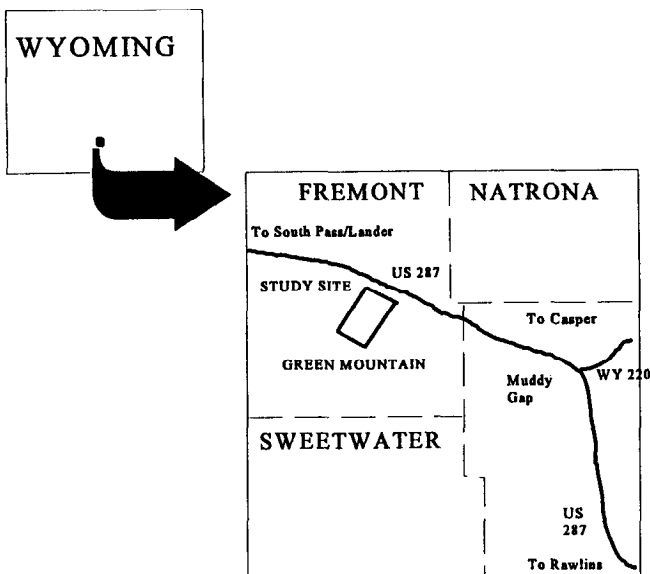 WYOMING
FREMONT
NATRONA
To South Pass/Lander
US 287
STUDY SITE
GREEN MOUNTAIN
To Casper
WY 220
Muddy
Gap
SWEETWATER
US
287
To Rawlins